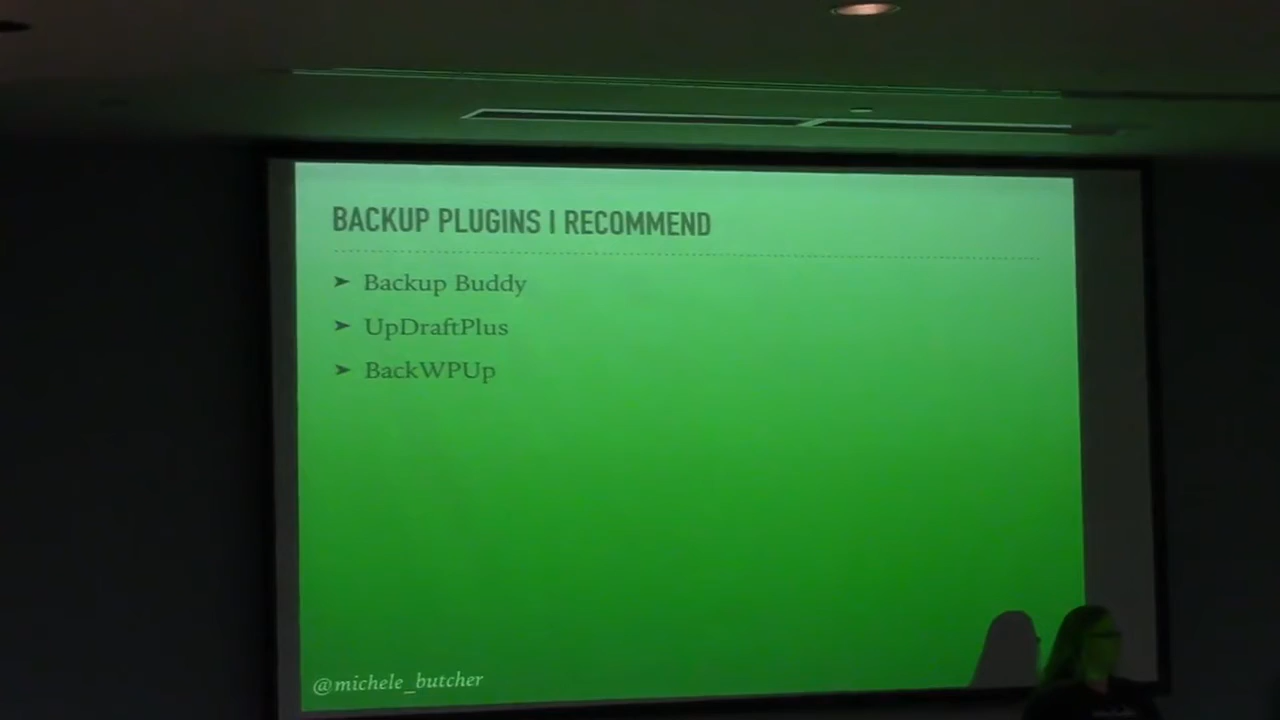 BACKUP PLUGINS I RECOMMEND
➤ Backup Buddy
➤ UpDraftPlus
➤ BackWPUp
@michele_butcher